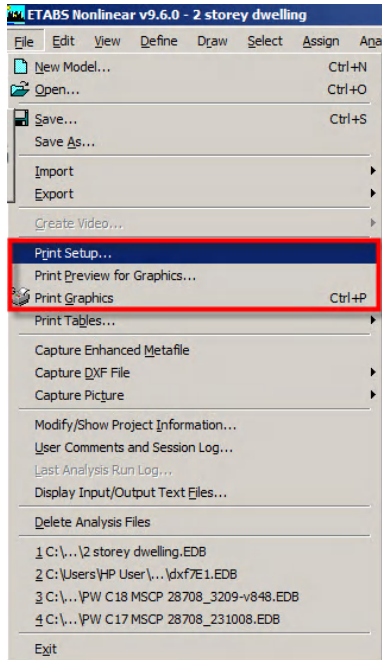 ETABS Nonlinear v9.6.0 - 2 storey dwelling
File Edit View Define Draw Select Assign Ana
New Model... Ctrl+N
Open... Ctrl+O
Save... Ctrl+S
Save As...
Import
Export
Create Video...
Print Setup...
Print Preview for Graphics...
Print Graphics Ctrl+P
Print Tables...
Capture Enhanced Metafile
Capture DXF File
Capture Picture
Modify/Show Project Information...
User Comments and Session Log...
Last Analysis Run Log...
Display Input/Output Text Files...
Delete Analysis Files
1 C:\...\2 storey dwelling.EDB
2 C:\Users\HP User\...\dxf7E1.EDB
3 C:\...\PW C18 MSCP 28708_3209-v848.EDB
4 C:\...\PW C17 MSCP 28708_231008.EDB
Exit